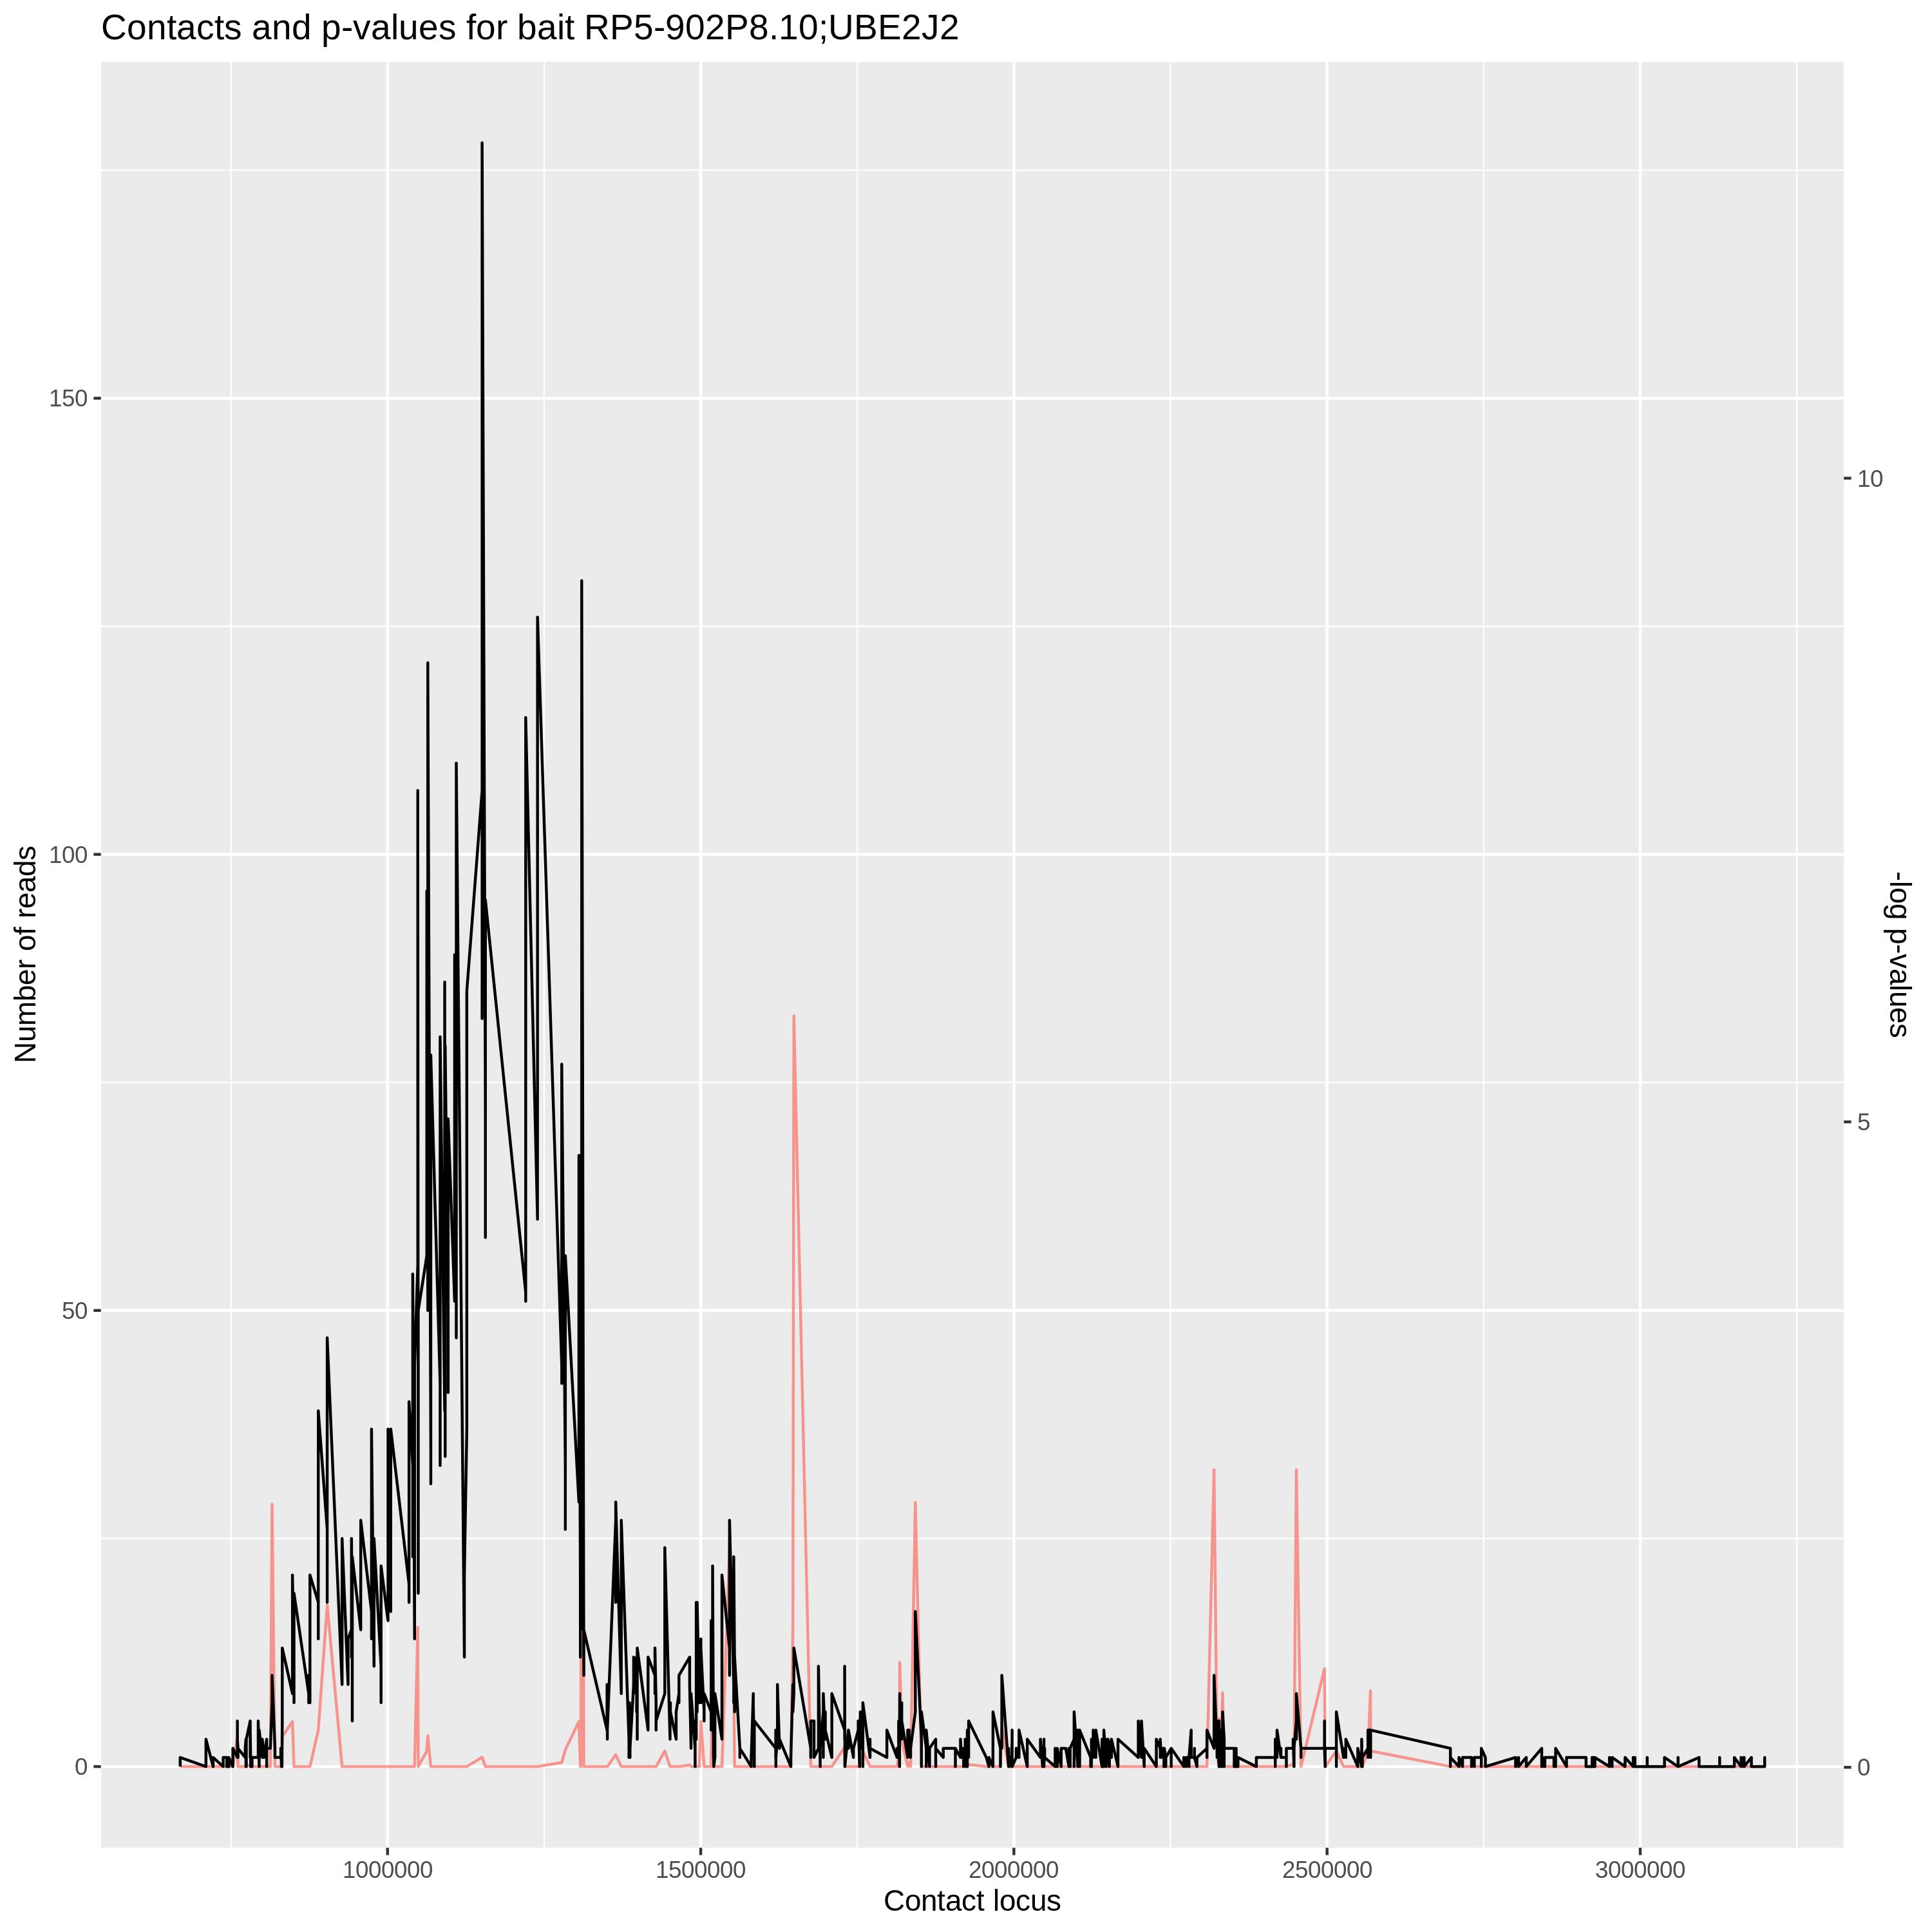 Contacts and p-values for bait RP5-902P8.10;UBE2J2
150
100
50
0
Number of reads
10
5
0
-log p-values
1000000 1500000 2000000 2500000 3000000
Contact locus